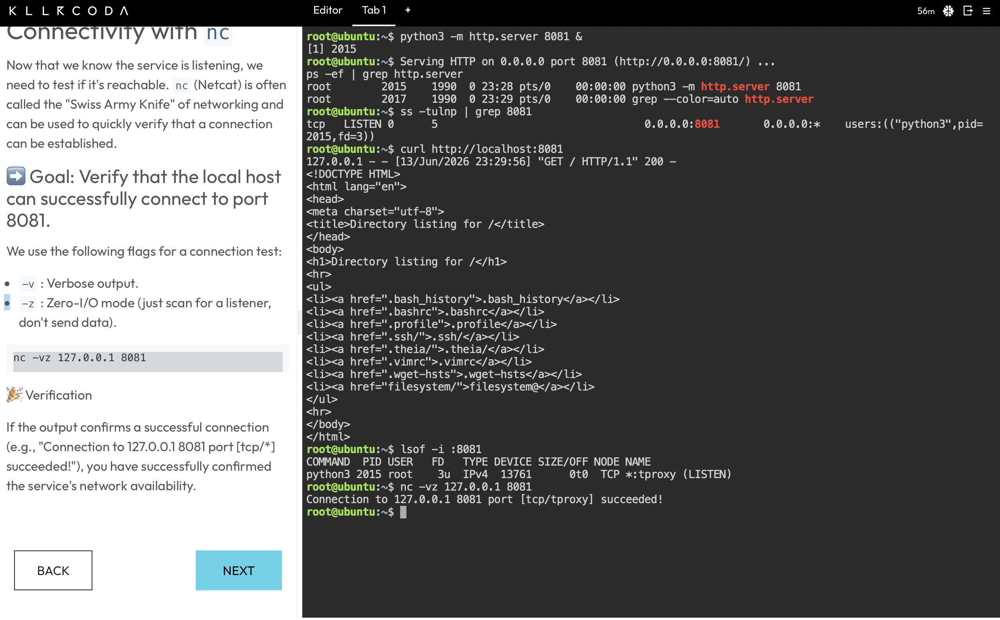 KLLRCODA
Editor Tab 1 + 56m
Connectivity with nc
Now that we know the service is listening, we
need to test if it's reachable. nc (Netcat) is often
called the "Swiss Army Knife" of networking and
can be used to quickly verify that a connection
can be established.
➡️ Goal: Verify that the local host
can successfully connect to port
8081.
We use the following flags for a connection test:
• -v : Verbose output.
• -z : Zero-I/O mode (just scan for a listener,
don't send data).
nc -vz 127.0.0.1 8081
🎉 Verification
If the output confirms a successful connection
(e.g., "Connection to 127.0.0.1 8081 port [tcp/*]
succeeded!"), you have successfully confirmed
the service's network availability.
BACK
NEXT
root@ubuntu:~$ python3 -m http.server 8081 &
[1] 2015
root@ubuntu:~$ Serving HTTP on 0.0.0.0 port 8081 (http://0.0.0.0:8081/) ...
ps -ef | grep http.server
root        2015    1990  0 23:28 pts/0    00:00:00 python3 -m http.server 8081
root        2017    1990  0 23:29 pts/0    00:00:00 grep --color=auto http.server
root@ubuntu:~$ ss -tulnp | grep 8081
tcp   LISTEN 0      5                                 0.0.0.0:8081       0.0.0.0:*    users:(("python3",pid=
2015,fd=3))
root@ubuntu:~$ curl http://localhost:8081
127.0.0.1 - - [13/Jun/2026 23:29:56] "GET / HTTP/1.1" 200 -
<!DOCTYPE HTML>
<html lang="en">
<head>
<meta charset="utf-8">
<title>Directory listing for /</title>
</head>
<body>
<h1>Directory listing for /</h1>
<hr>
<ul>
<li><a href=".bash_history">.bash_history</a></li>
<li><a href=".bashrc">.bashrc</a></li>
<li><a href=".profile">.profile</a></li>
<li><a href=".ssh/">.ssh/</a></li>
<li><a href=".theia/">.theia/</a></li>
<li><a href=".vimrc">.vimrc</a></li>
<li><a href=".wget-hsts">.wget-hsts</a></li>
<li><a href="filesystem/">filesystem@</a></li>
</ul>
<hr>
</body>
</html>
root@ubuntu:~$ lsof -i :8081
COMMAND  PID USER   FD   TYPE DEVICE SIZE/OFF NODE NAME
python3 2015 root    3u  IPv4  13761      0t0  TCP *:tproxy (LISTEN)
root@ubuntu:~$ nc -vz 127.0.0.1 8081
Connection to 127.0.0.1 8081 port [tcp/tproxy] succeeded!
root@ubuntu:~$